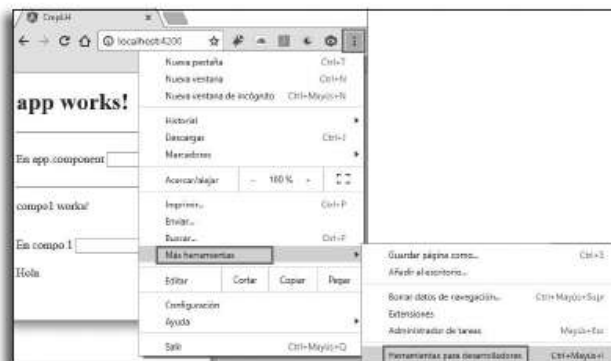 CmpLH
localhost:4200
app works!
En app.component
compo1 works!
En compo 1
Hola
Nueva pestaña Ctrl+T
Nueva ventana Ctrl+N
Nueva ventana de incógnito Ctrl+Mayús+N
Historial
Descargas Ctrl+J
Marcadores
Acercar/alejar - 100 % +
Imprimir... Ctrl+P
Enviar...
Buscar... Ctrl+F
Más herramientas
Editar Cortar Copiar Pegar
Configuración
Ayuda
Salir Ctrl+Mayús+Q
Guardar página como... Ctrl+S
Añadir al escritorio...
Borrar datos de navegación... Ctrl+Mayús+Supr
Extensiones
Administrador de tareas Mayús+Esc
Herramientas para desarrolladores Ctrl+Mayús+I